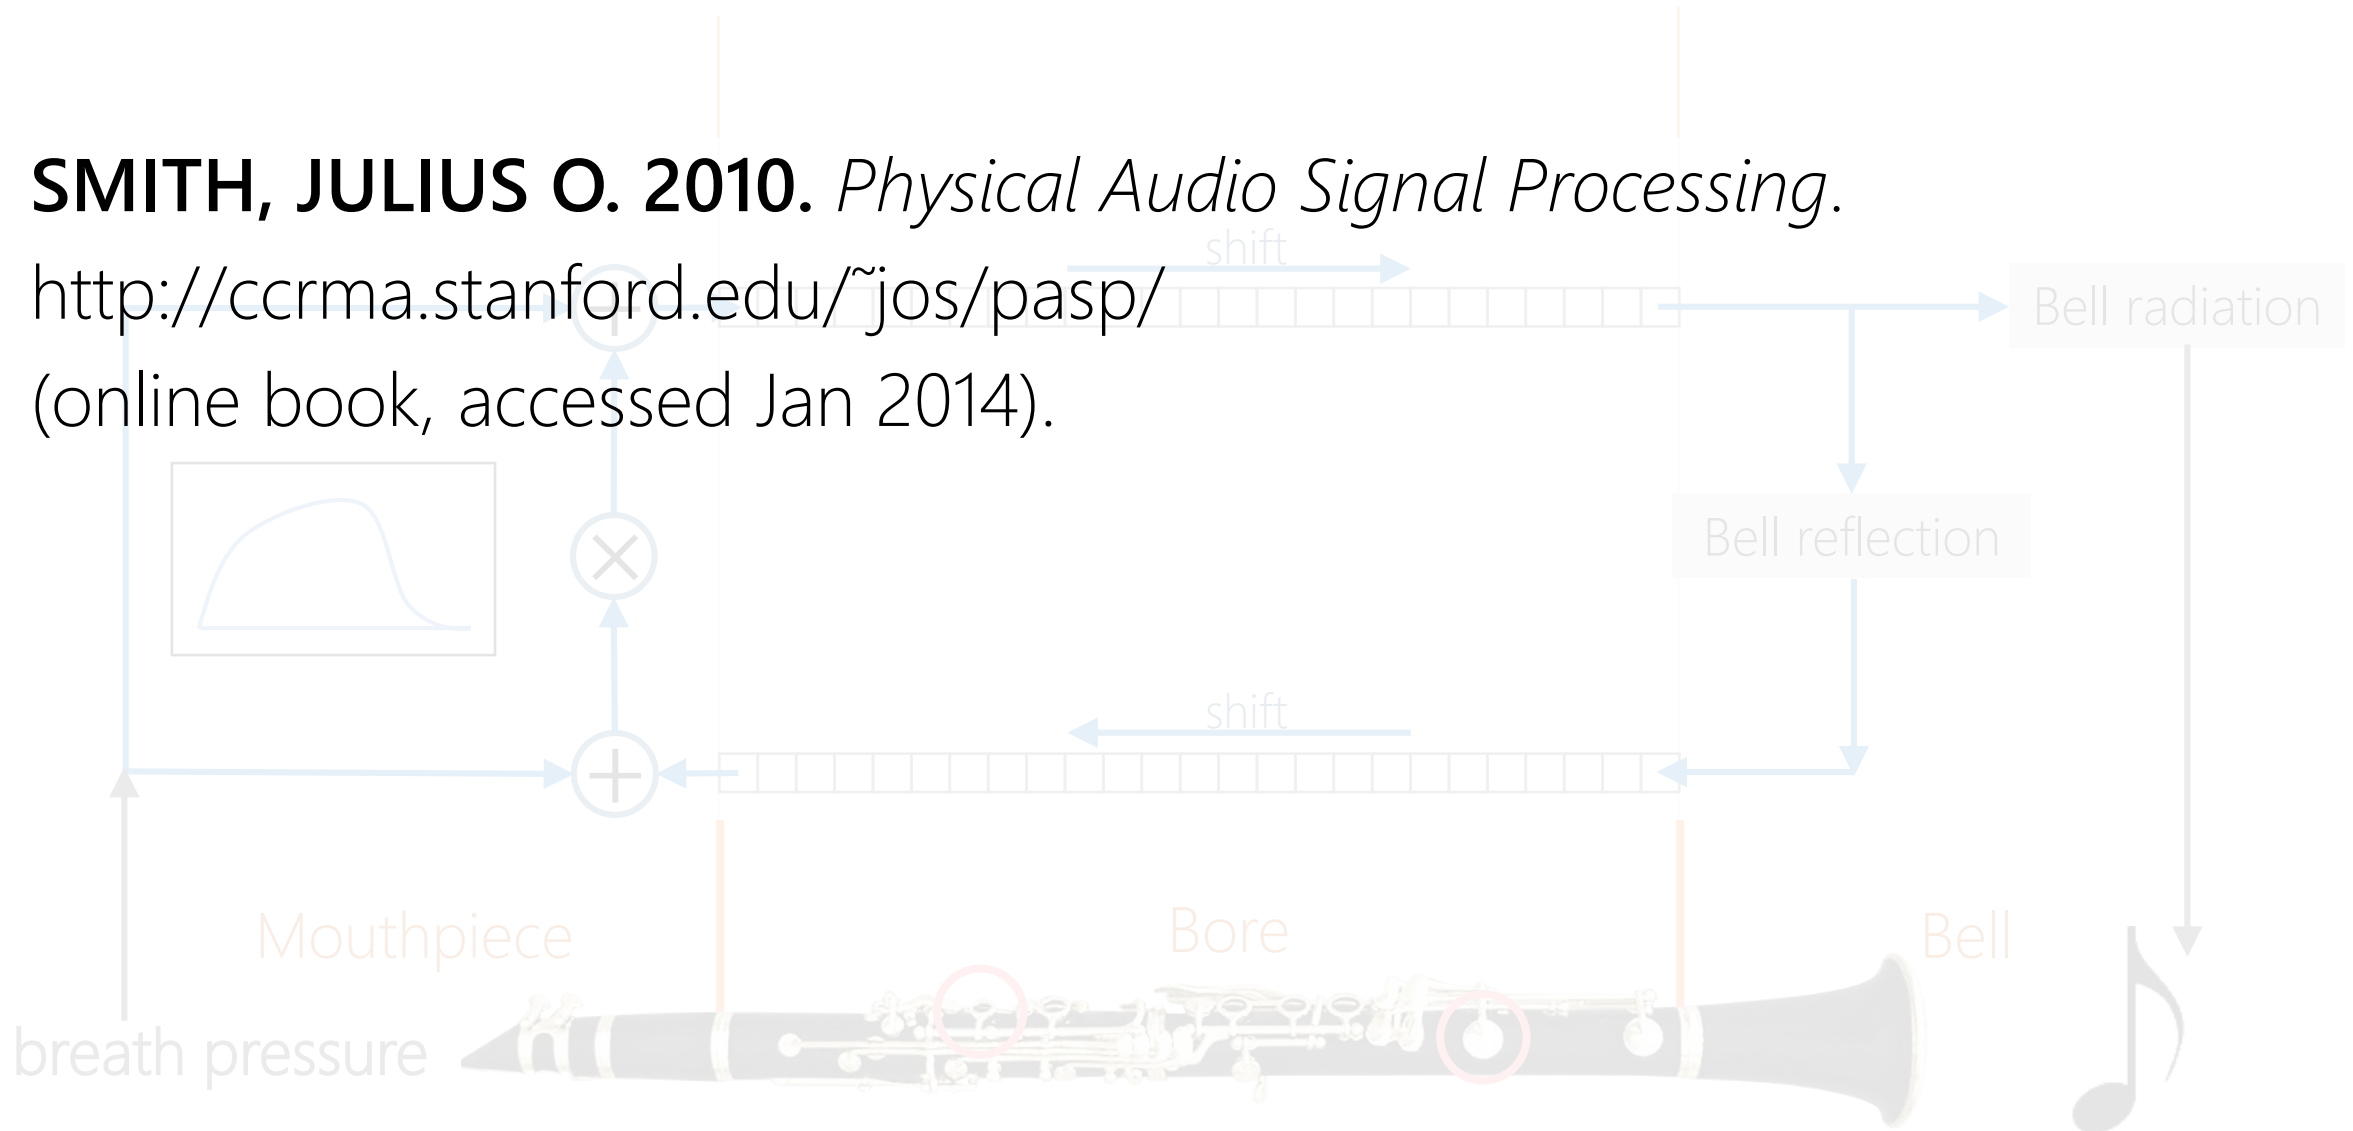 SMITH, JULIUS O. 2010. Physical Audio Signal Processing.
shift
http://ccrma.stanford.edu/~jos/pasp/
Bell radiation
(online book, accessed Jan 2014).
Bell reflection
shift
Mouthpiece
Bore
Bell
breath pressure